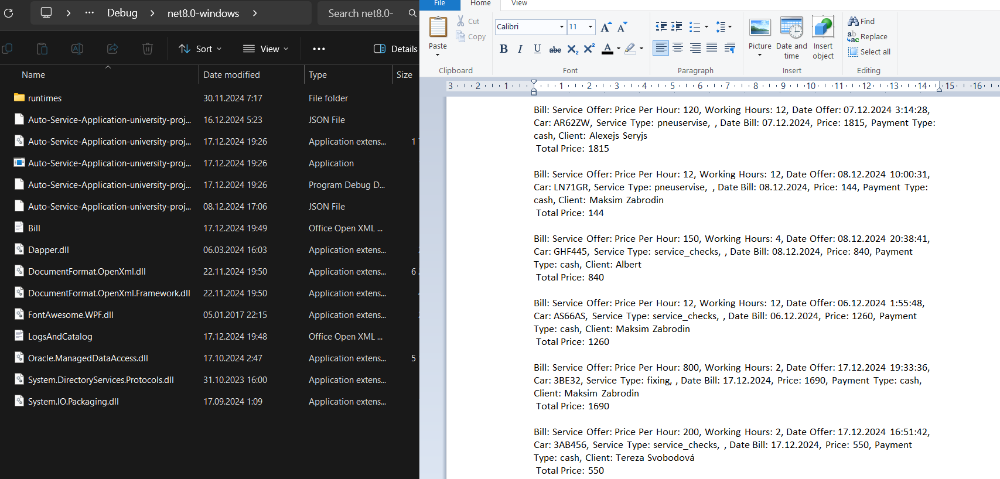 Debug
net8.0-windows
Search net8.0-
Sort
View
Details
Name
Date modified
Type
Size
runtimes
30.11.2024 7:17
File folder
Auto-Service-Application-university-proj...
16.12.2024 5:23
JSON File
Auto-Service-Application-university-proj...
17.12.2024 19:26
Application extens...
1
Auto-Service-Application-university-proj...
17.12.2024 19:26
Application
Auto-Service-Application-university-proj...
17.12.2024 19:26
Program Debug D...
Auto-Service-Application-university-proj...
08.12.2024 17:06
JSON File
Bill
17.12.2024 19:49
Office Open XML ...
Dapper.dll
06.03.2024 16:03
Application extens...
DocumentFormat.OpenXml.dll
22.11.2024 19:50
Application extens...
6
DocumentFormat.OpenXml.Framework.dll
22.11.2024 19:50
Application extens...
FontAwesome.WPF.dll
05.01.2017 22:15
Application extens...
LogsAndCatalog
17.12.2024 19:48
Office Open XML ...
Oracle.ManagedDataAccess.dll
17.10.2024 2:47
Application extens...
5
System.DirectoryServices.Protocols.dll
31.10.2023 16:00
Application extens...
System.IO.Packaging.dll
17.09.2024 1:09
Application extens...
File
Home
View
Paste
Cut
Copy
Clipboard
Calibri
11
Font
Paragraph
Picture
Date and time
Insert object
Insert
Find
Replace
Select all
Editing
3 2 1 1 2 3 4 5 6 7 8 9 10 11 12 13 14 15 16
Bill: Service Offer: Price Per Hour: 120, Working Hours: 12, Date Offer: 07.12.2024 3:14:28,
Car: AR62ZW, Service Type: pneuservise, , Date Bill: 07.12.2024, Price: 1815, Payment Type:
cash, Client: Alexejs Seryjs
Total Price: 1815
Bill: Service Offer: Price Per Hour: 12, Working Hours: 12, Date Offer: 08.12.2024 10:00:31,
Car: LN71GR, Service Type: pneuservise, , Date Bill: 08.12.2024, Price: 144, Payment Type:
cash, Client: Maksim Zabrodin
Total Price: 144
Bill: Service Offer: Price Per Hour: 150, Working Hours: 4, Date Offer: 08.12.2024 20:38:41,
Car: GHF445, Service Type: service_checks, , Date Bill: 08.12.2024, Price: 840, Payment
Type: cash, Client: Albert
Total Price: 840
Bill: Service Offer: Price Per Hour: 12, Working Hours: 12, Date Offer: 06.12.2024 1:55:48,
Car: AS66AS, Service Type: service_checks, , Date Bill: 06.12.2024, Price: 1260, Payment
Type: cash, Client: Maksim Zabrodin
Total Price: 1260
Bill: Service Offer: Price Per Hour: 800, Working Hours: 2, Date Offer: 17.12.2024 19:33:36,
Car: 3BE32, Service Type: fixing, , Date Bill: 17.12.2024, Price: 1690, Payment Type: cash,
Client: Maksim Zabrodin
Total Price: 1690
Bill: Service Offer: Price Per Hour: 200, Working Hours: 2, Date Offer: 17.12.2024 16:51:42,
Car: 3AB456, Service Type: service_checks, , Date Bill: 17.12.2024, Price: 550, Payment
Type: cash, Client: Tereza Svobodová
Total Price: 550